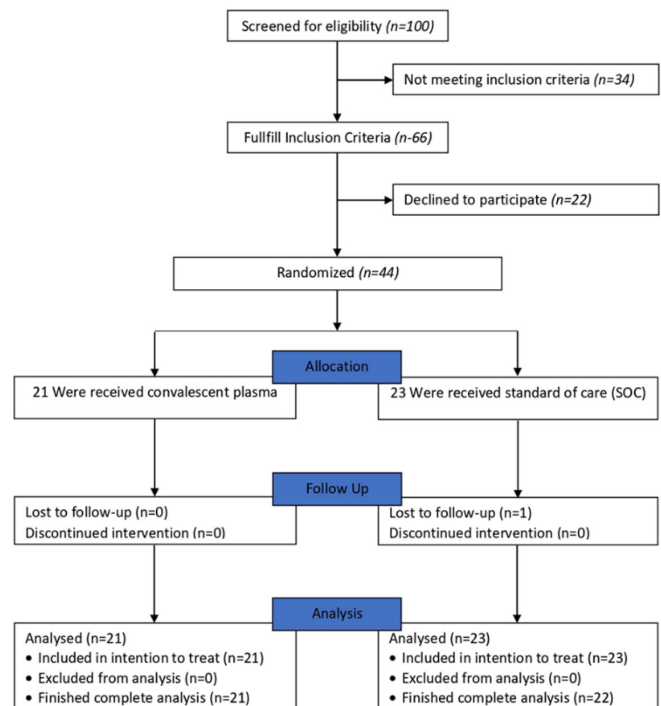 Screened for eligibility (n=100)
Not meeting inclusion criteria (n=34)
Fullfill Inclusion Criteria (n-66)
Declined to participate (n=22)
Randomized (n=44)
Allocation
21 Were received convalescent plasma
23 Were received standard of care (SOC)
Follow Up
Lost to follow-up (n=0)
Discontinued intervention (n=0)
Lost to follow-up (n=1)
Discontinued intervention (n=0)
Analysis
Analysed (n=21)
• Included in intention to treat (n=21)
• Excluded from analysis (n=0)
• Finished complete analysis (n=21)
Analysed (n=23)
• Included in intention to treat (n=23)
• Excluded from analysis (n=0)
• Finished complete analysis (n=22)